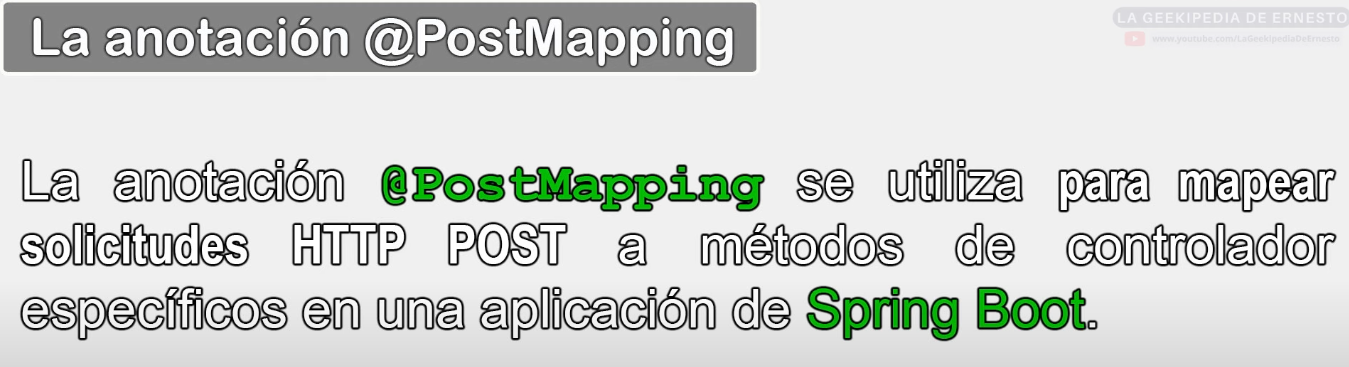 La anotación @PostMapping
LA GEEKIPEDIA DE ERNESTO
www.youtube.com/LaGeekipediaDeErnesto
La anotación @PostMapping se utiliza para mapear
solicitudes HTTP POST a métodos de controlador
específicos en una aplicación de Spring Boot.